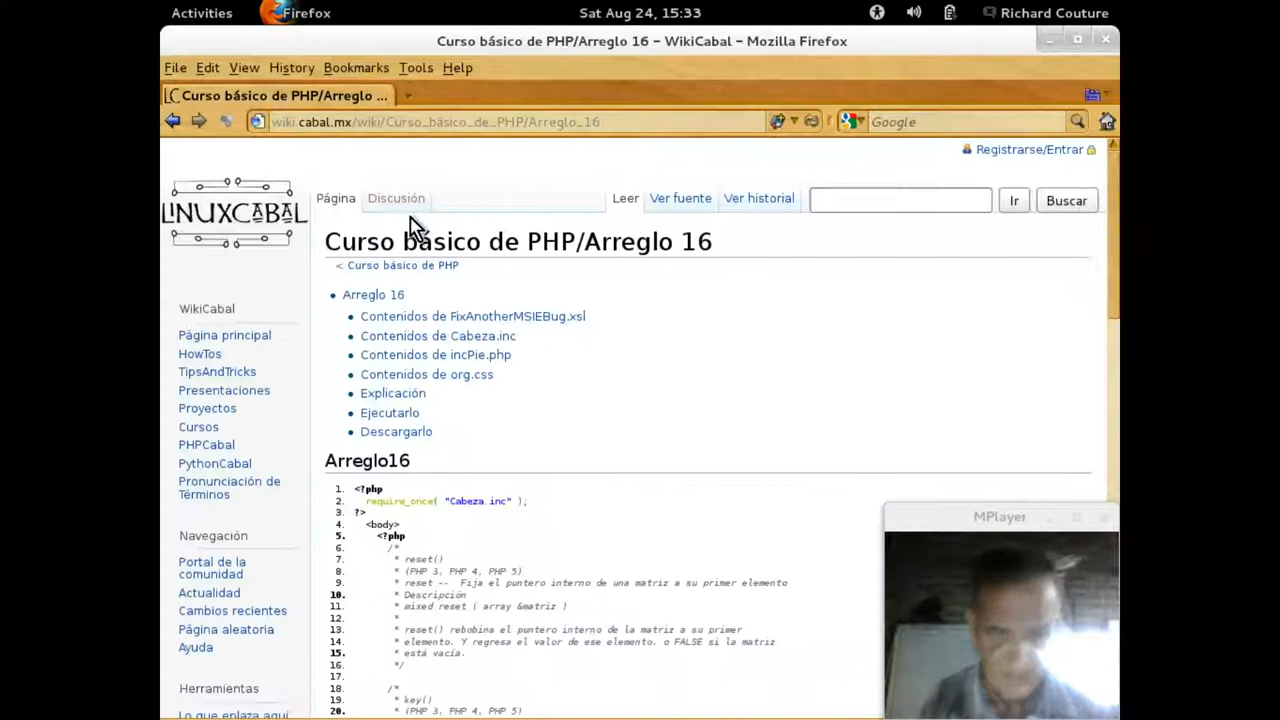 Activities Firefox Sat Aug 24, 15:33 Richard Couture
Curso básico de PHP/Arreglo 16 – WikiCabal – Mozilla Firefox
File Edit View History Bookmarks Tools Help
Curso básico de PHP/Arreglo ...
wiki.cabal.mx/wiki/Curso_básico_de_PHP/Arreglo_16 Google
Registrarse/Entrar
LINUXCABAL
Página Discusión Leer Ver fuente Ver historial Ir Buscar
Curso básico de PHP/Arreglo 16
< Curso básico de PHP
Arreglo 16
Contenidos de FixAnotherMSIEBug.xsl
Contenidos de Cabeza.inc
Contenidos de incPie.php
Contenidos de org.css
Explicación
Ejecutarlo
Descargarlo
WikiCabal
Página principal
HowTos
TipsAndTricks
Presentaciones
Proyectos
Cursos
PHPCabal
PythonCabal
Pronunciación de
Términos
Navegación
Portal de la
comunidad
Actualidad
Cambios recientes
Página aleatoria
Ayuda
Herramientas
Lo que enlaza aquí
Arreglo16
1. <?php
2. require_once( "Cabeza.inc" );
3. ?>
4. <body>
5. <?php
6. /*
7. * reset()
8. * (PHP 3, PHP 4, PHP 5)
9. * reset -- Fija el puntero interno de una matriz a su primer elemento
10. * Descripción
11. * mixed reset ( array &matriz )
12. *
13. * reset() rebobina el puntero interno de la matriz a su primer
14. * elemento. Y regresa el valor de ese elemento, o FALSE si la matriz
15. * está vacía.
16. */
17.
18. /*
19. * key()
20. * (PHP 3, PHP 4, PHP 5)
MPlayer